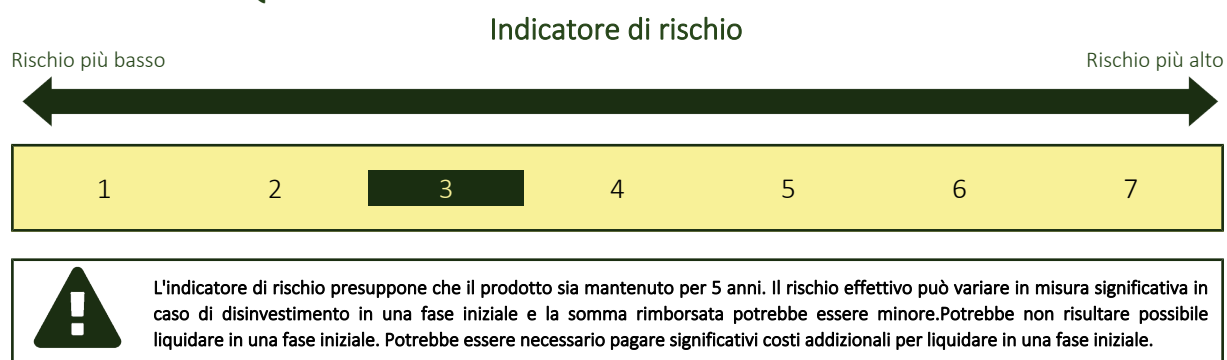 Indicatore di rischio
Rischio più basso
Rischio più alto
1 2 3 4 5 6 7
L'indicatore di rischio presuppone che il prodotto sia mantenuto per 5 anni. Il rischio effettivo può variare in misura significativa in
caso di disinvestimento in una fase iniziale e la somma rimborsata potrebbe essere minore.Potrebbe non risultare possibile
liquidare in una fase iniziale. Potrebbe essere necessario pagare significativi costi addizionali per liquidare in una fase iniziale.